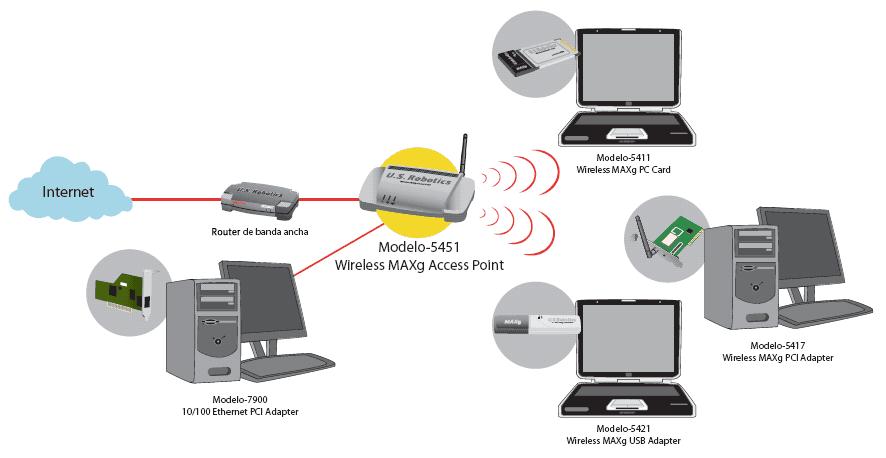 Modelo-5411
Wireless MAXg PC Card
Internet
U.S. Robotics
Router de banda ancha
U.S. Robotics
Modelo-5451
Wireless MAXg Access Point
MAXg
Modelo-5417
Wireless MAXg PCI Adapter
Modelo-7900
10/100 Ethernet PCI Adapter
Modelo-5421
Wireless MAXg USB Adapter